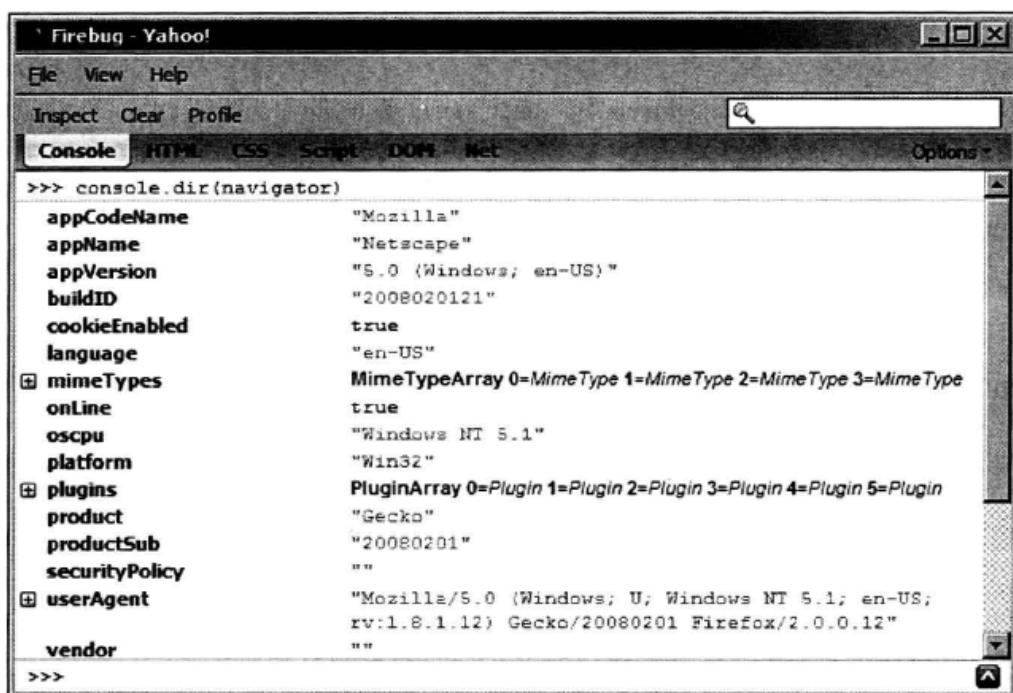 Firebug - Yahoo!
File View Help
Inspect Clear Profile
Console HTML CSS Script DOM Net Options
>>> console.dir(navigator)
appCodeName "Mozilla"
appName "Netscape"
appVersion "5.0 (Windows; en-US)"
buildID "2008020121"
cookieEnabled true
language "en-US"
mimeTypes MimeTypeArray 0=MimeType 1=MimeType 2=MimeType 3=MimeType
onLine true
oscpu "Windows NT 5.1"
platform "Win32"
plugins PluginArray 0=Plugin 1=Plugin 2=Plugin 3=Plugin 4=Plugin 5=Plugin
product "Gecko"
productSub "20080201"
securityPolicy ""
userAgent "Mozilla/5.0 (Windows; U; Windows NT 5.1; en-US;
rv:1.8.1.12) Gecko/20080201 Firefox/2.0.0.12"
vendor ""
>>>